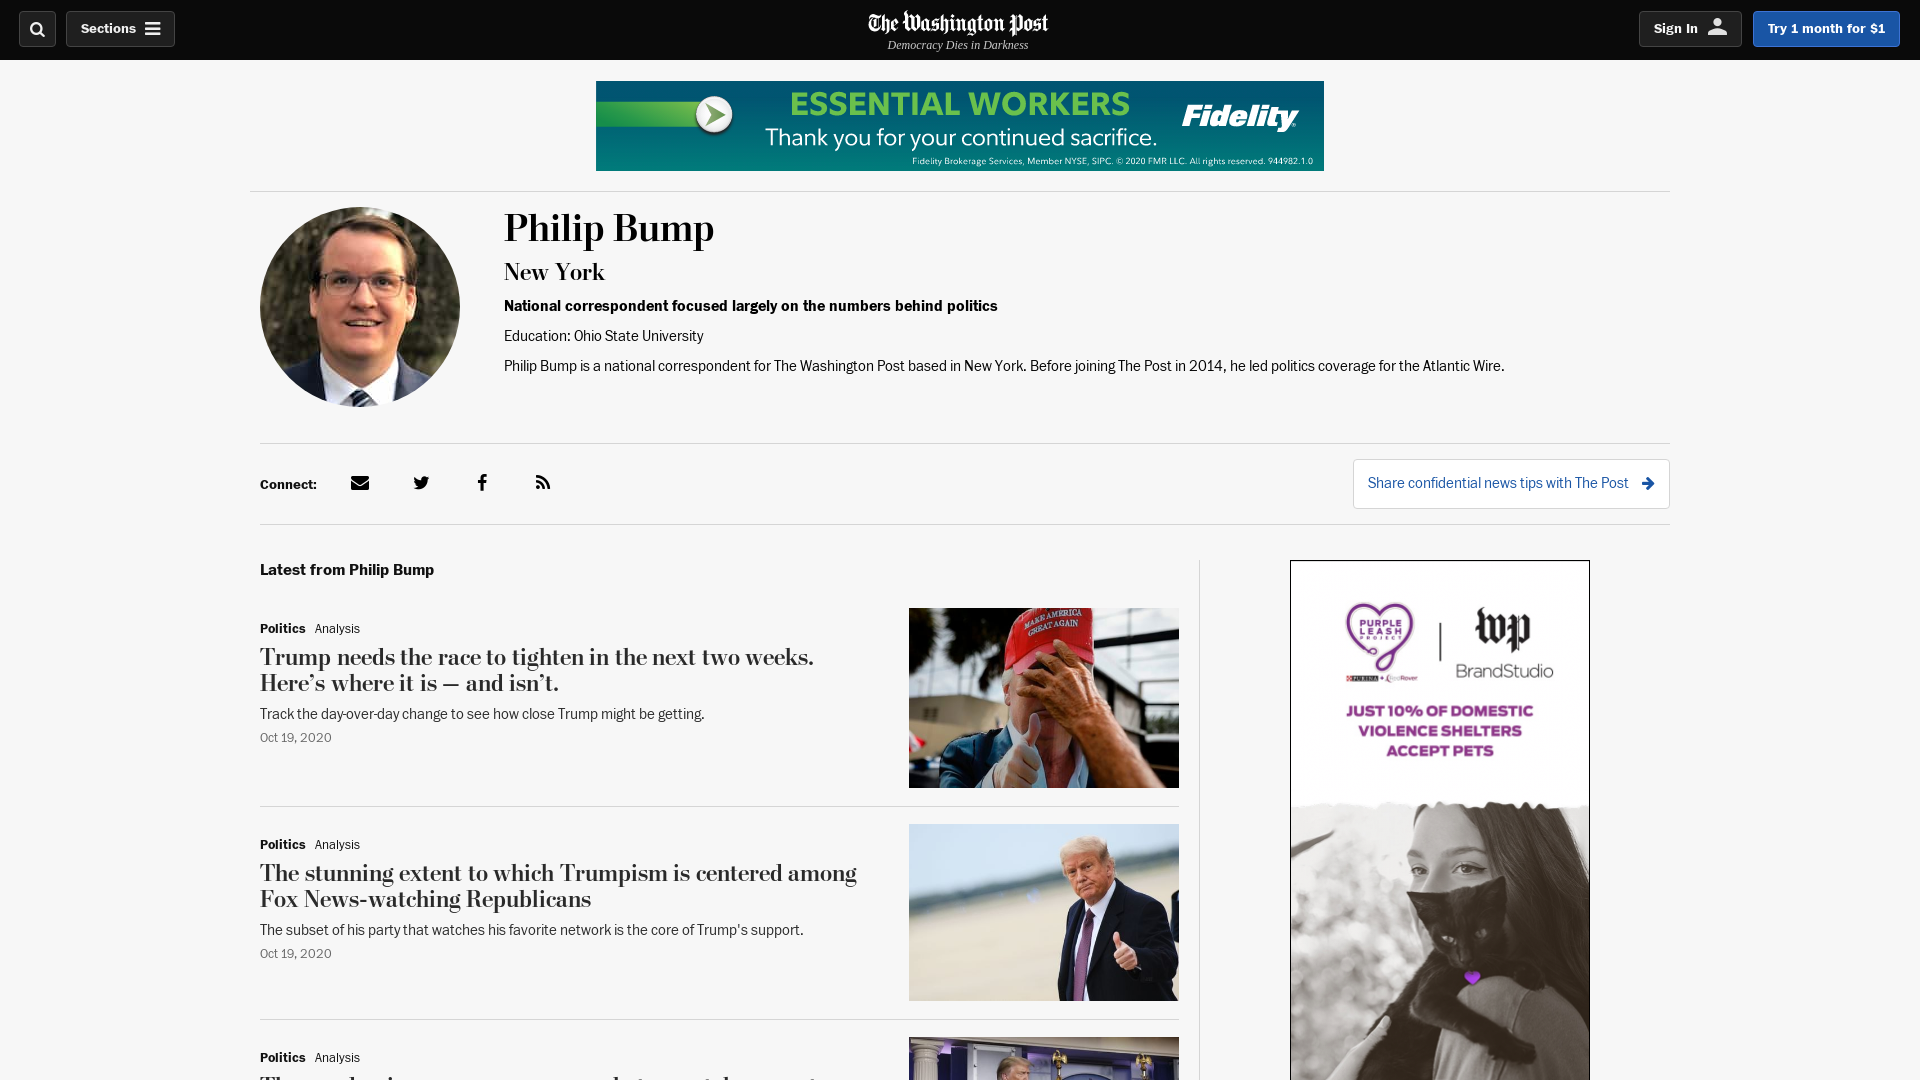 Sections
The Washington Post
Democracy Dies in Darkness
Sign In
Try 1 month for $1
ESSENTIAL WORKERS
Thank you for your continued sacrifice.
Fidelity
Fidelity Brokerage Services, Member NYSE, SIPC. © 2020 FMR LLC. All rights reserved. 944982.1.0
Philip Bump
New York
National correspondent focused largely on the numbers behind politics
Education: Ohio State University
Philip Bump is a national correspondent for The Washington Post based in New York. Before joining The Post in 2014, he led politics coverage for the Atlantic Wire.
Connect:
Share confidential news tips with The Post
Latest from Philip Bump
Politics Analysis
Trump needs the race to tighten in the next two weeks.
Here’s where it is — and isn’t.
Track the day-over-day change to see how close Trump might be getting.
Oct 19, 2020
MAKE AMERICA
GREAT AGAIN
Politics Analysis
The stunning extent to which Trumpism is centered among
Fox News-watching Republicans
The subset of his party that watches his favorite network is the core of Trump's support.
Oct 19, 2020
Politics Analysis
PURPLE
LEASH
PROJECT
PURINA + RedRover
wp
BrandStudio
JUST 10% OF DOMESTIC
VIOLENCE SHELTERS
ACCEPT PETS